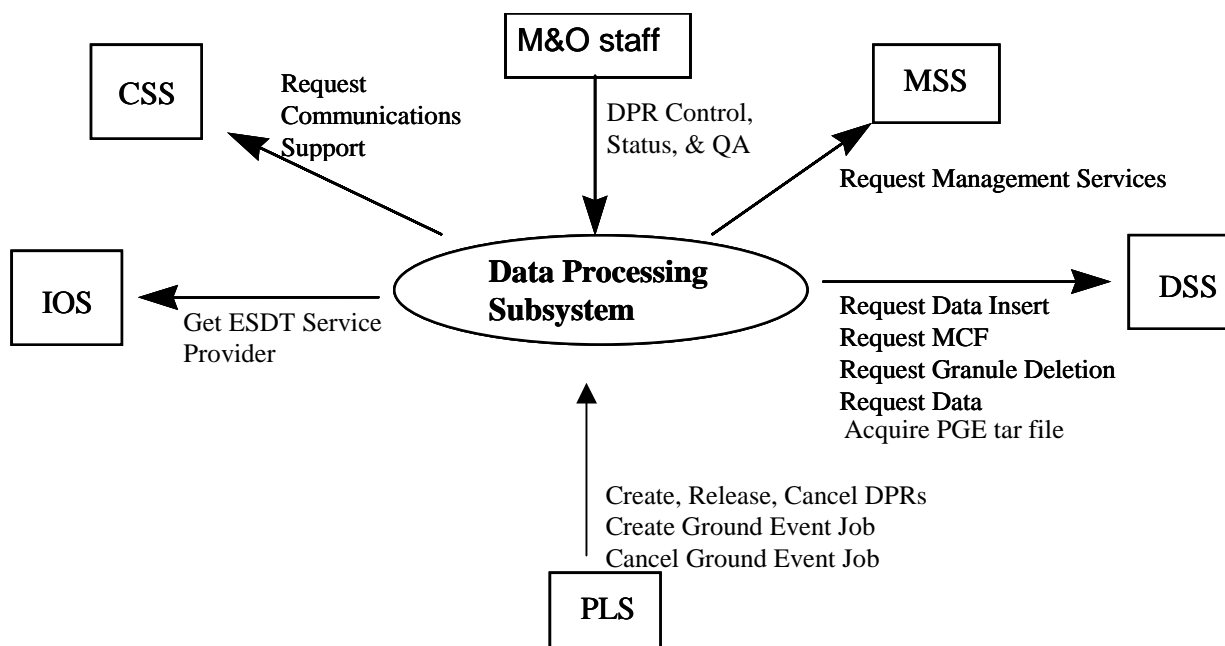 M&O staff
CSS
Request
Communications
Support
DPR Control,
Status, & QA
MSS
Request Management Services
IOS
Get ESDT Service
Provider
Data Processing
Subsystem
DSS
Request Data Insert
Request MCF
Request Granule Deletion
Request Data
Acquire PGE tar file
Create, Release, Cancel DPRs
Create Ground Event Job
Cancel Ground Event Job
PLS